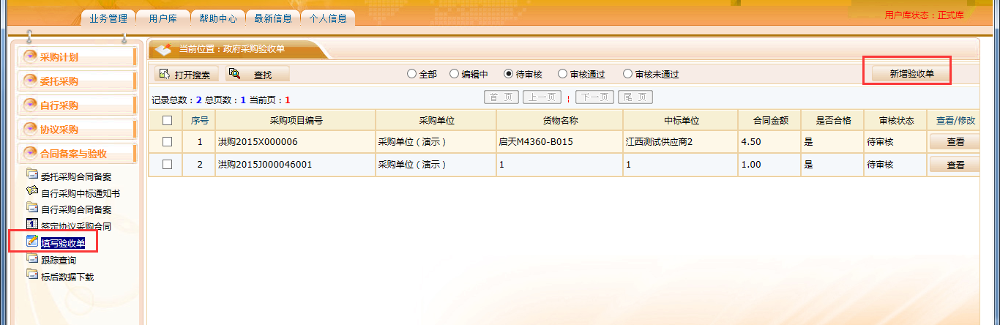 业务管理 用户库 帮助中心 最新信息 个人信息
用户库状态：正式库
采购计划
委托采购
自行采购
协议采购
合同备案与验收
委托采购合同备案
自行采购中标通知书
自行采购合同备案
签定协议采购合同
填写验收单
跟踪查询
标后数据下载
当前位置：政府采购验收单
打开搜索 查找 全部 编辑中 待审核 审核通过 审核未通过 新增验收单
记录总数：2 总页数：1 当前页：1 首 页 上一页 ¦ 下一页 尾 页
序号 采购项目编号 采购单位 货物名称 中标单位 合同金额 是否合格 审核状态 查看/修改
1 洪购2015X000006 采购单位（演示） 启天M4360-B015 江西测试供应商2 4.50 是 待审核 查看
2 洪购2015J000046001 采购单位（演示） 1 1 1.00 是 待审核 查看